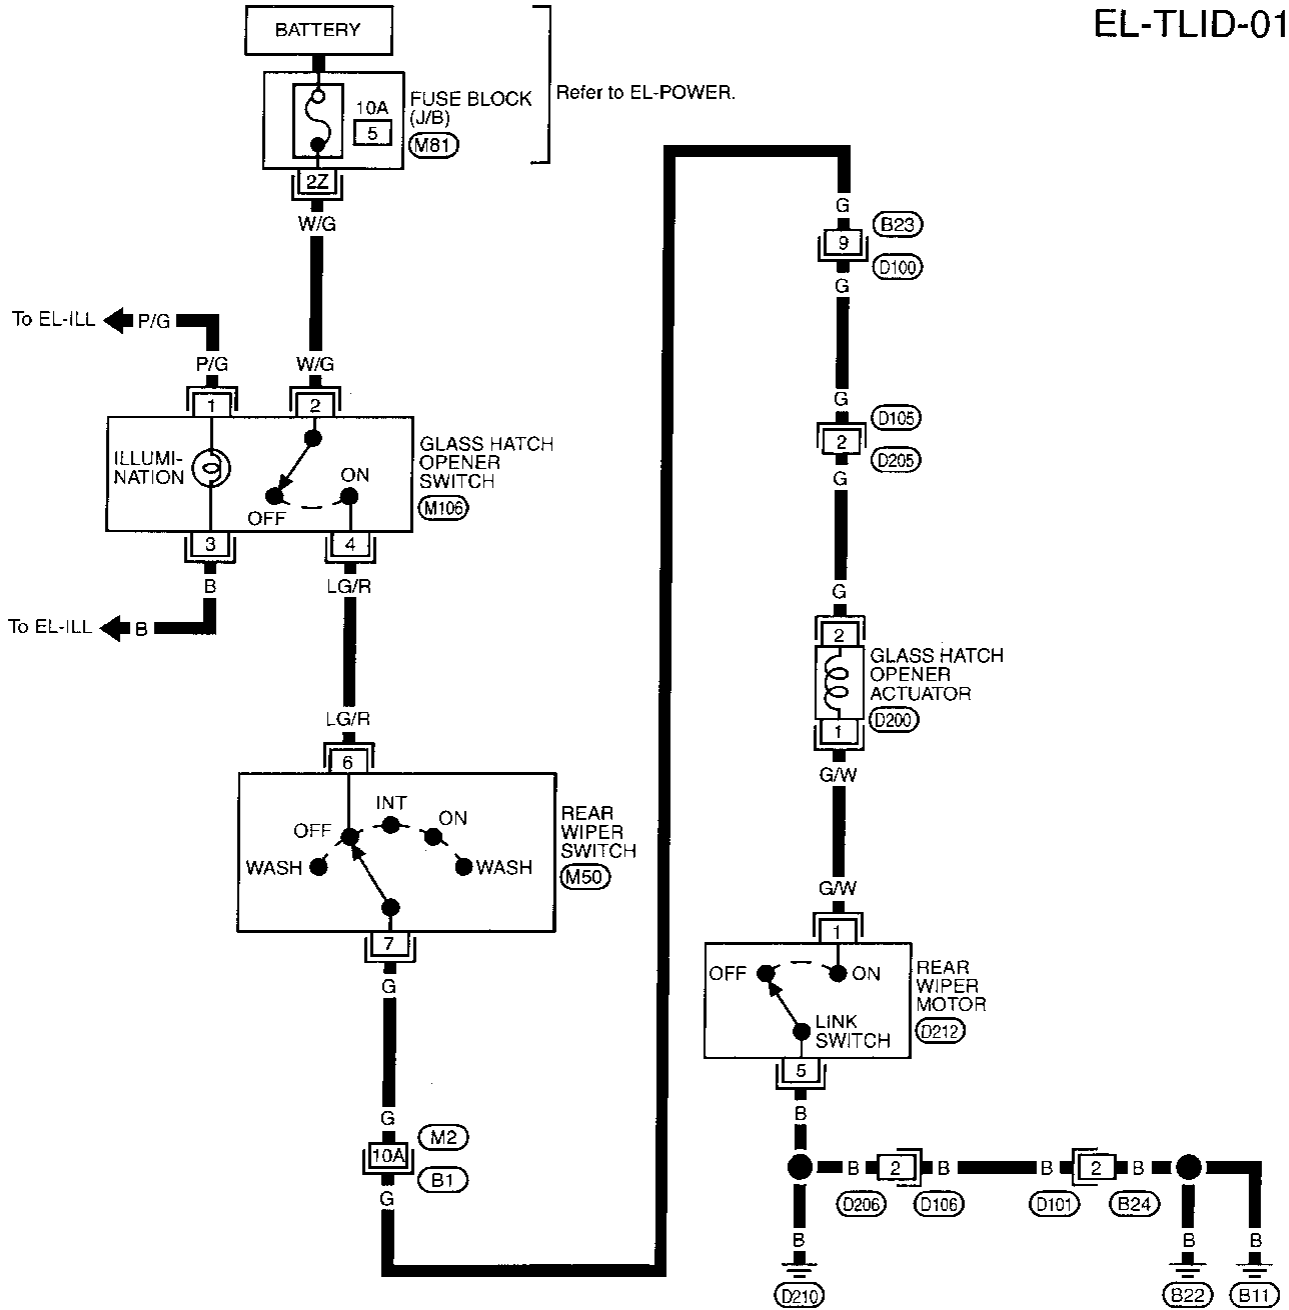 EL-TLID-01
BATTERY
10A
5
FUSE BLOCK
(J/B)
M81
Refer to EL-POWER.
2Z
W/G
To EL-ILL
P/G
P/G
W/G
1
2
ILLUMI-
NATION
OFF
ON
GLASS HATCH
OPENER
SWITCH
M106
3
4
B
LG/R
To EL-ILL
B
LG/R
6
OFF
INT
ON
WASH
WASH
REAR
WIPER
SWITCH
M50
7
G
G
10A
M2
B1
G
G
9
B23
D100
G
G
2
D105
D205
G
G
2
GLASS HATCH
OPENER
ACTUATOR
D200
1
G/W
G/W
1
OFF
ON
LINK
SWITCH
REAR
WIPER
MOTOR
D212
5
B
B
2
B
B
2
B
D206
D106
D101
B24
B
B
B
D210
B22
B11